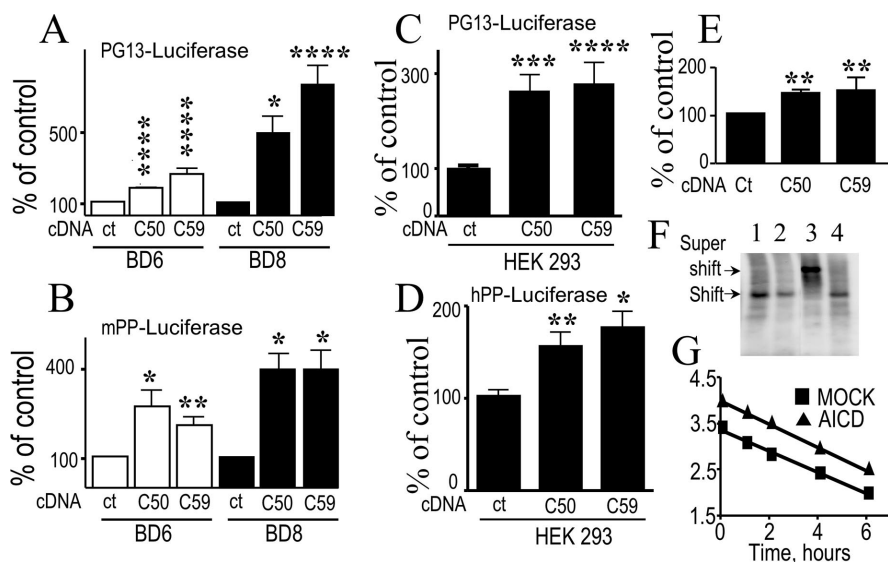 A
PG13-Luciferase
% of control
500
100
****
****
*
****
cDNA ct C50 C59 ct C50 C59
BD6 BD8
B
mPP-Luciferase
% of control
400
100
*
**
*
*
cDNA ct C50 C59 ct C50 C59
BD6 BD8
C
PG13-Luciferase
% of control
300
100
0
***
****
ct C50 C59
HEK 293
D
hPP-Luciferase
% of control
200
100
0
**
*
ct C50 C59
HEK 293
E
% of control
200
100
0
**
**
cDNA Ct C50 C59
F
1 2 3 4
Super
shift
Shift
G
4.5
3.5
2.5
1.5
MOCK
AICD
0 2 4 6
Time, hours